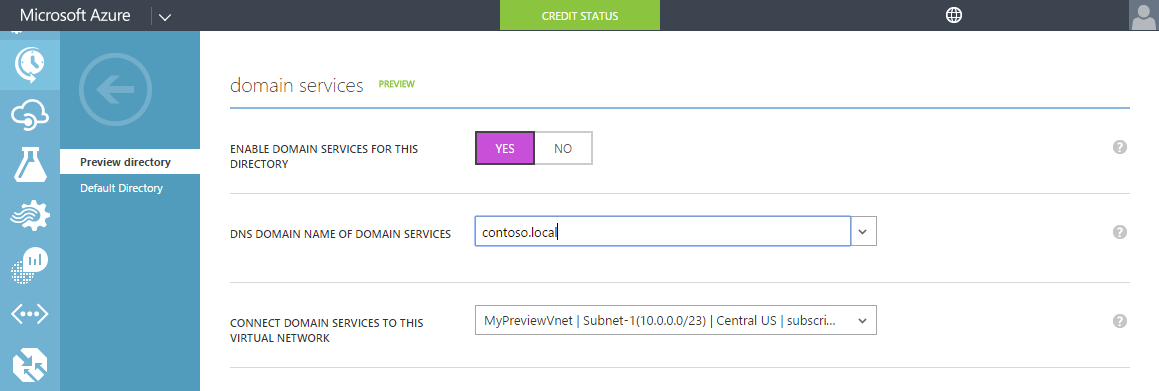 Microsoft Azure
CREDIT STATUS
domain services PREVIEW
ENABLE DOMAIN SERVICES FOR THIS
DIRECTORY
YES
NO
?
Preview directory
Default Directory
DNS DOMAIN NAME OF DOMAIN SERVICES
contoso.local
?
CONNECT DOMAIN SERVICES TO THIS
VIRTUAL NETWORK
MyPreviewVnet | Subnet-1(10.0.0.0/23) | Central US | subscri...
?